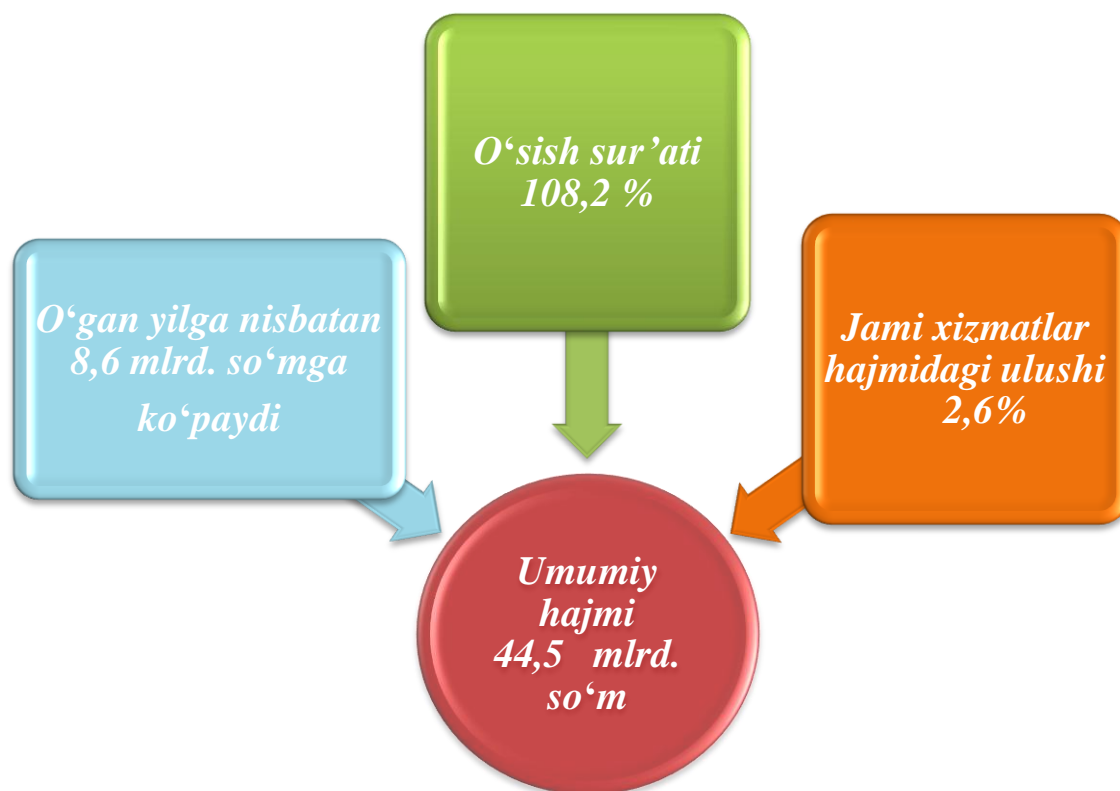 O‘sish sur’ati
108,2 %
O‘gan yilga nisbatan
8,6 mlrd. so‘mga
ko‘paydi
Jami xizmatlar
hajmidagi ulushi
2,6%
Umumiy
hajmi
44,5 mlrd.
so‘m